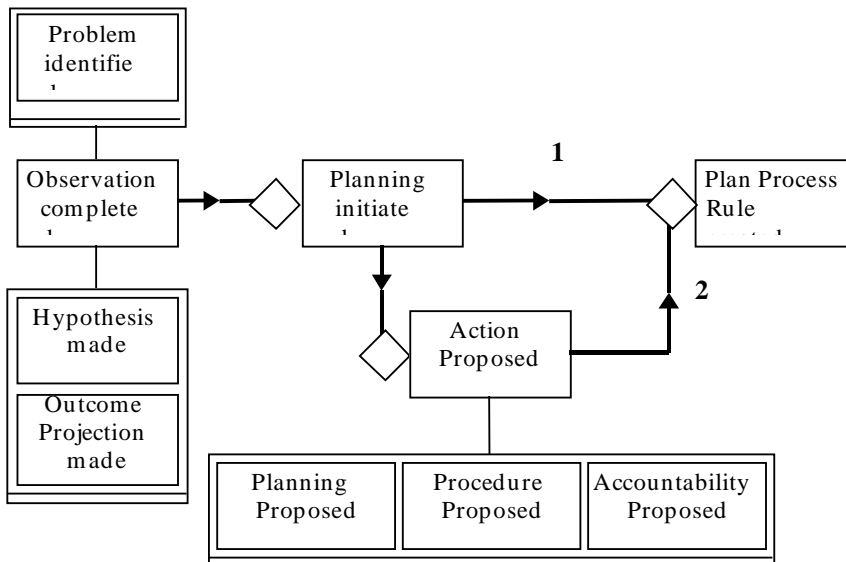 Problem
identifie
1
Observation
complete
Planning
initiate
Plan Process
Rule
2
Hypothesis
made
Action
Proposed
Outcome
Projection
made
Planning
Proposed
Procedure
Proposed
Accountability
Proposed